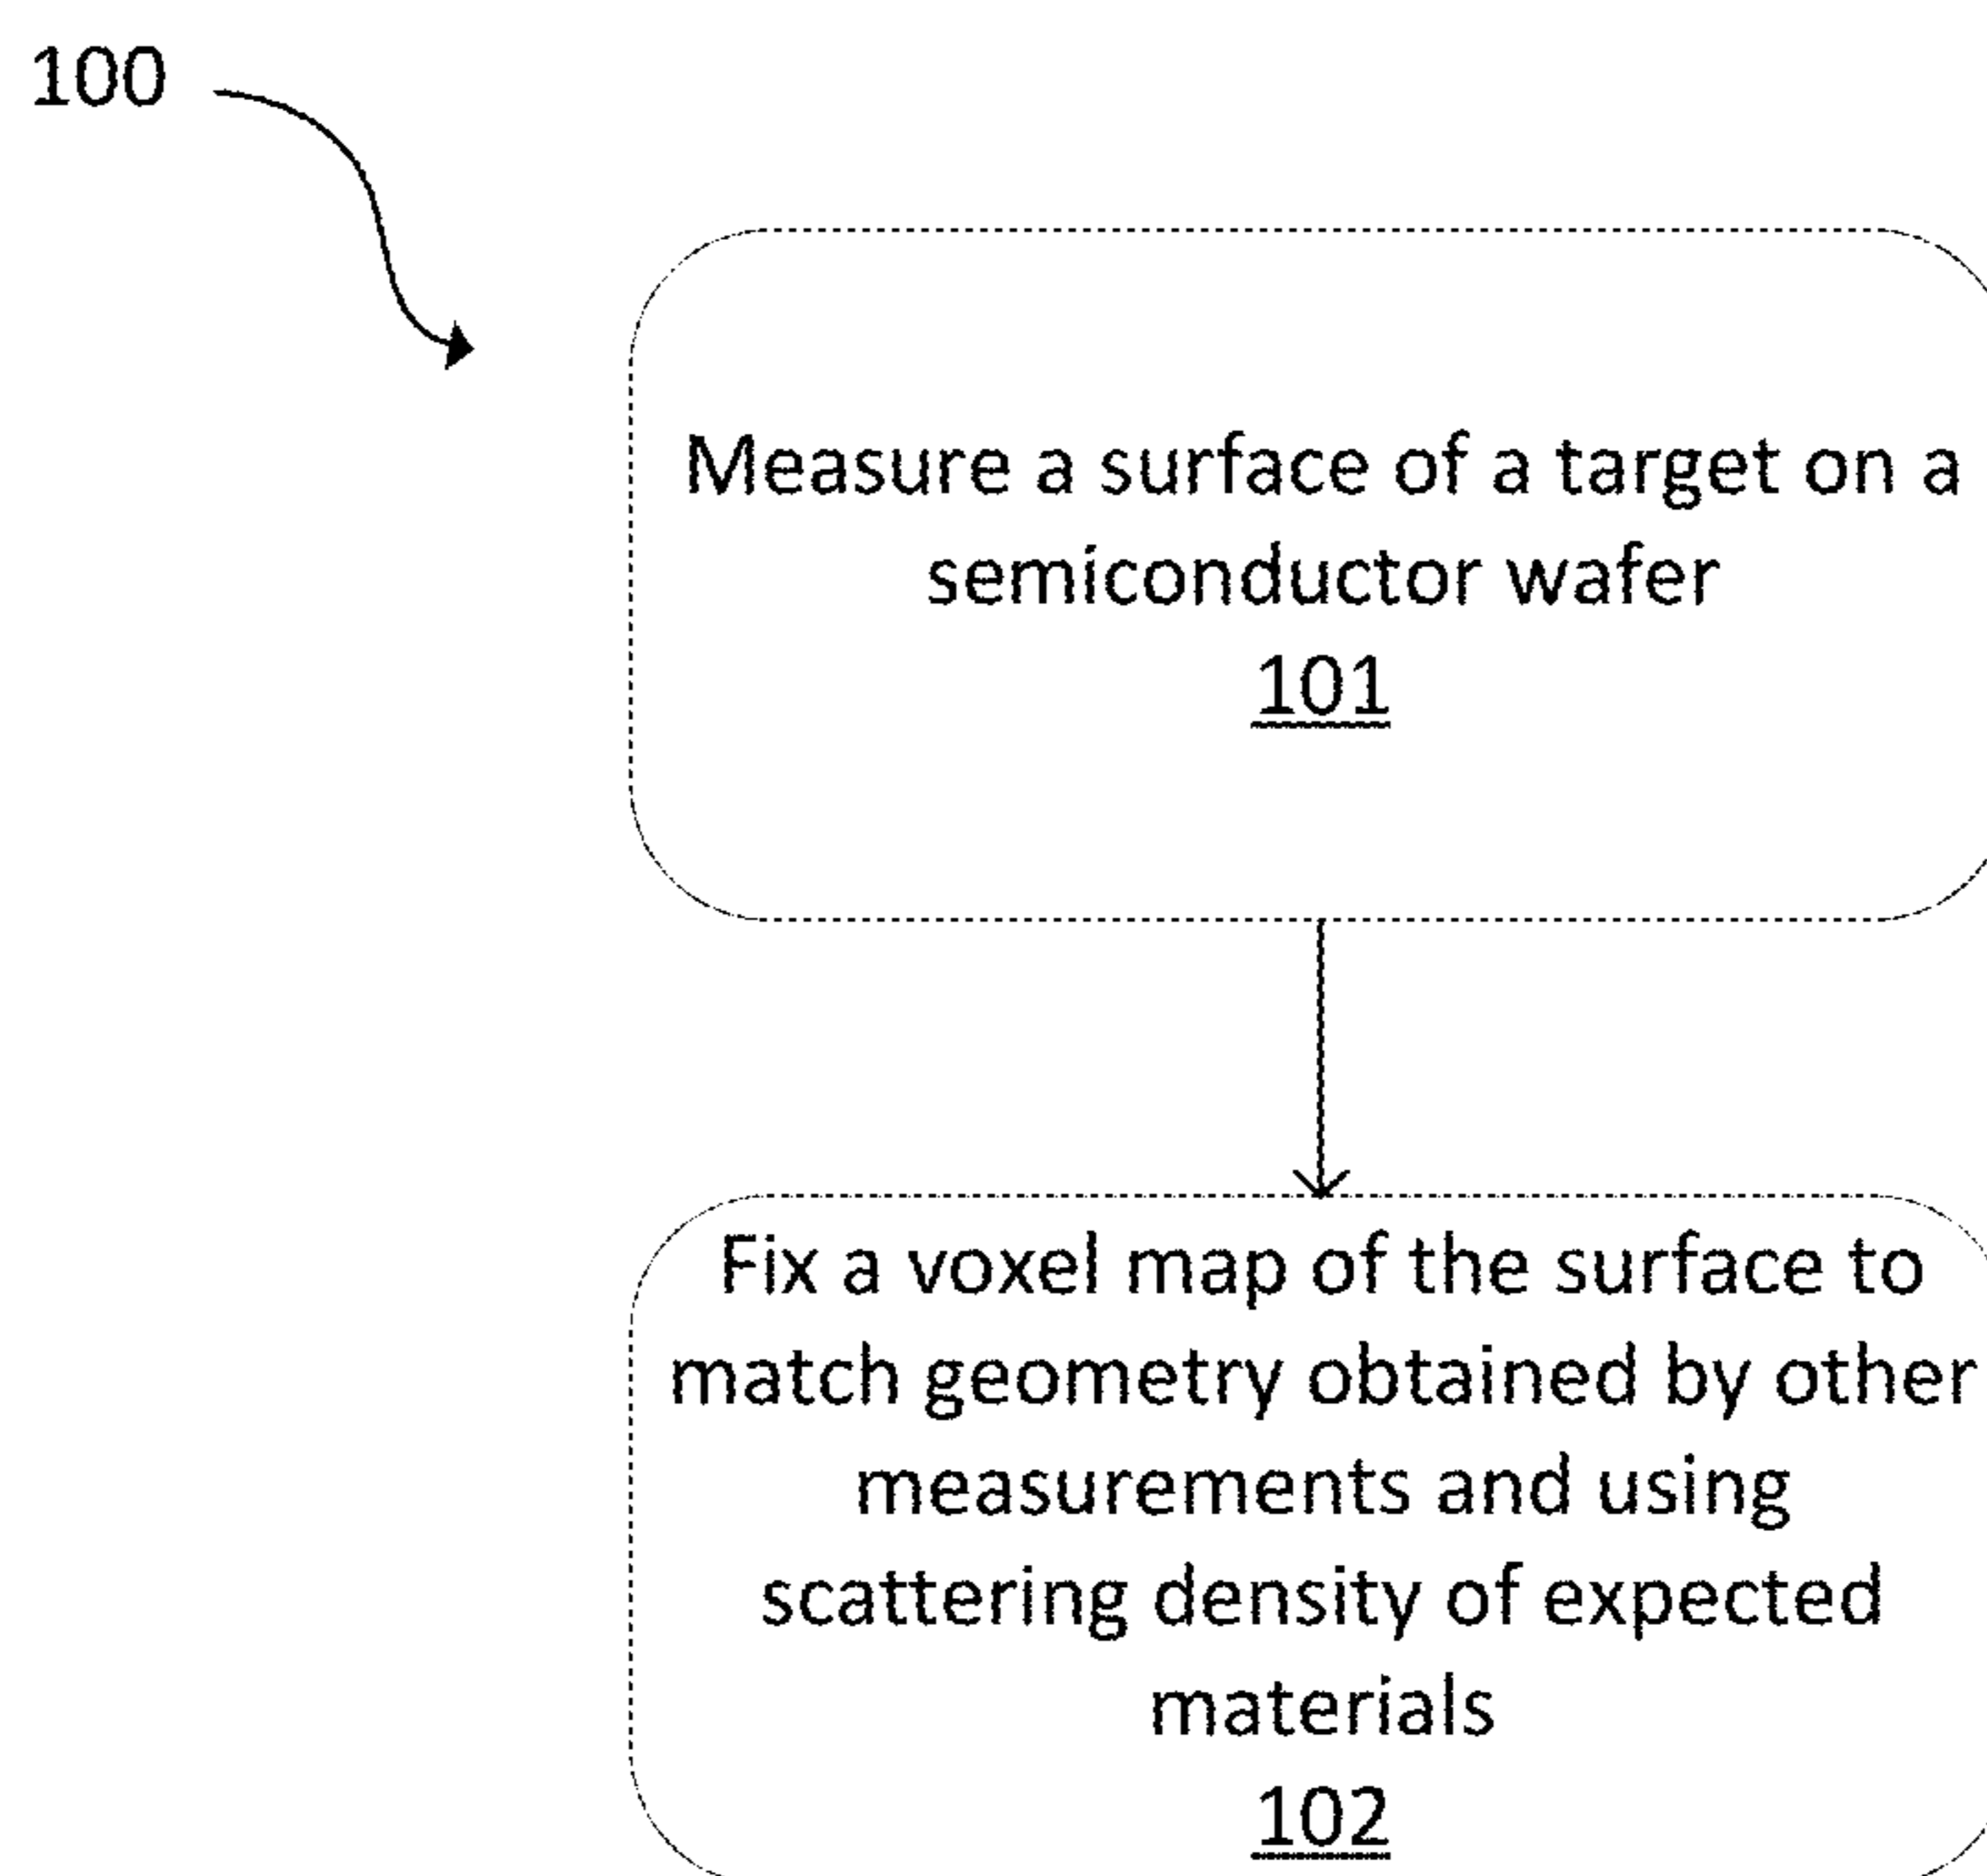 100
Measure a surface of a target on a
semiconductor wafer
101
Fix a voxel map of the surface to
match geometry obtained by other
measurements and using
scattering density of expected
materials
102